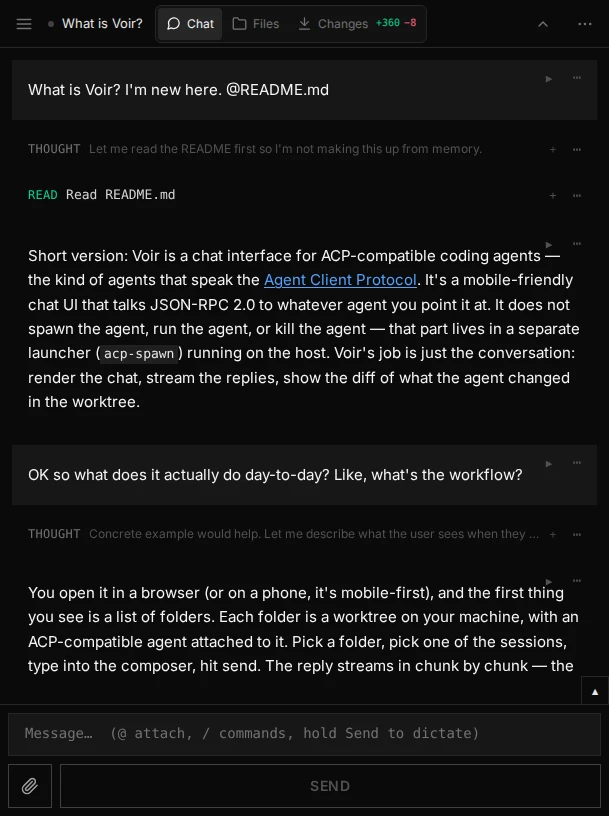 What is Voir?
Chat
Files
Changes +360 −8
What is Voir? I'm new here. @README.md
THOUGHT Let me read the README first so I'm not making this up from memory.
READ Read README.md
Short version: Voir is a chat interface for ACP-compatible coding agents —
the kind of agents that speak the Agent Client Protocol. It's a mobile-friendly
chat UI that talks JSON-RPC 2.0 to whatever agent you point it at. It does not
spawn the agent, run the agent, or kill the agent — that part lives in a separate
launcher (acp-spawn) running on the host. Voir's job is just the conversation:
render the chat, stream the replies, show the diff of what the agent changed
in the worktree.
OK so what does it actually do day-to-day? Like, what's the workflow?
THOUGHT Concrete example would help. Let me describe what the user sees when they ...
You open it in a browser (or on a phone, it's mobile-first), and the first thing
you see is a list of folders. Each folder is a worktree on your machine, with an
ACP-compatible agent attached to it. Pick a folder, pick one of the sessions,
type into the composer, hit send. The reply streams in chunk by chunk — the
Message… (@ attach, / commands, hold Send to dictate)
SEND